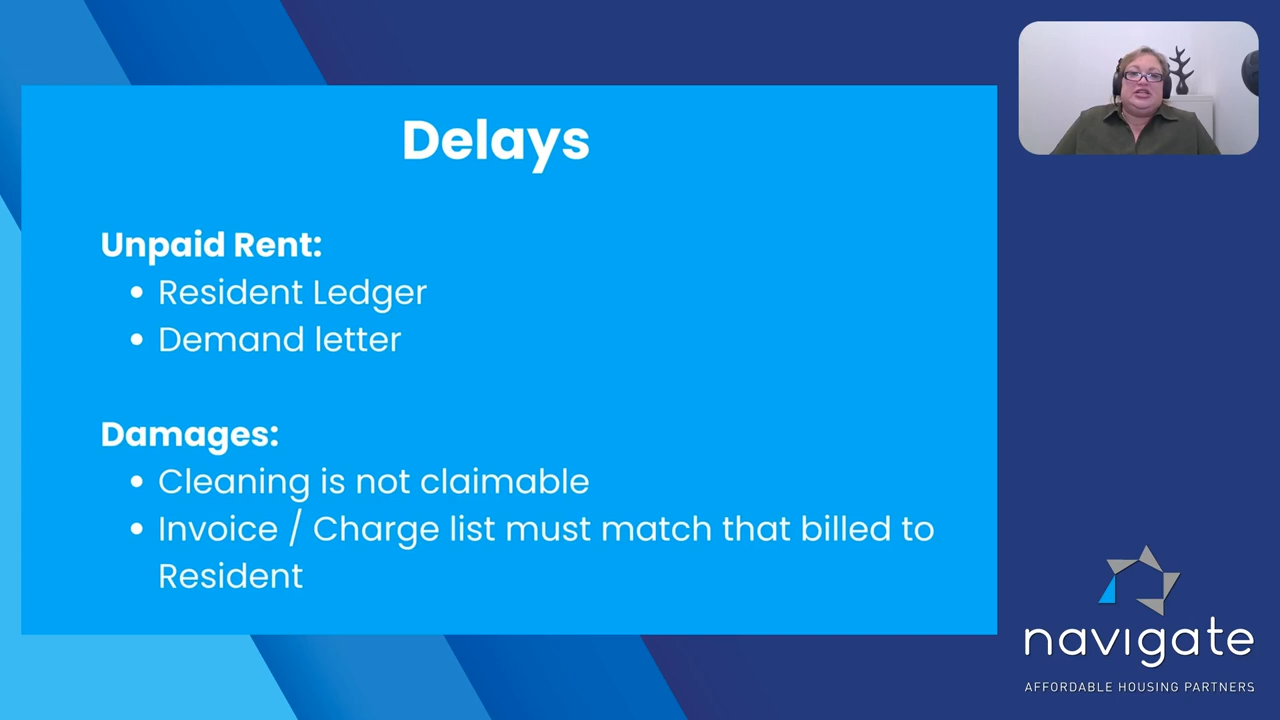 Delays
Unpaid Rent:
• Resident Ledger
• Demand letter
Damages:
• Cleaning is not claimable
• Invoice / Charge list must match that billed to
Resident
navigate
AFFORDABLE HOUSING PARTNERS